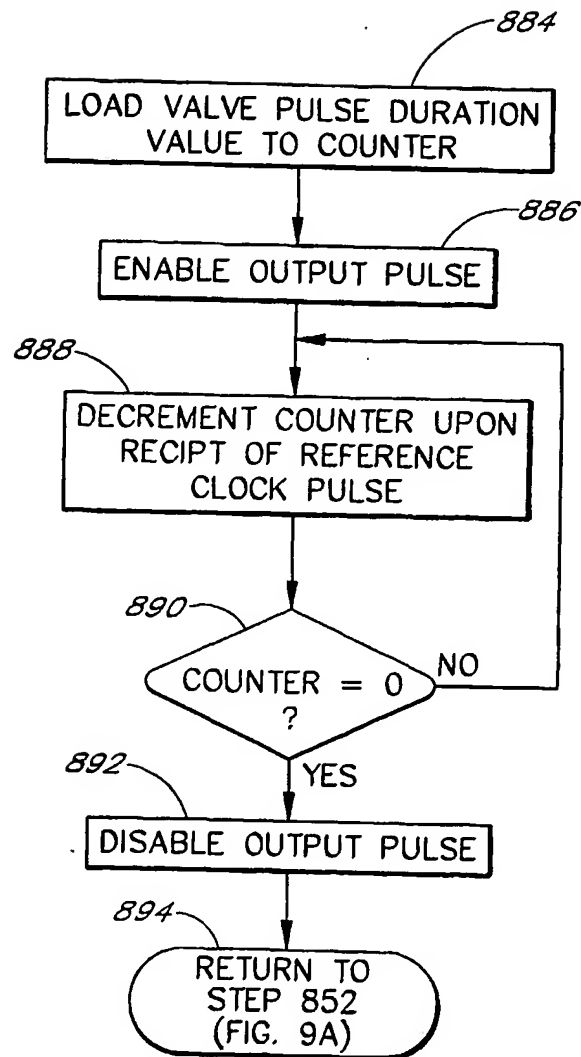 884
LOAD VALVE PULSE DURATION
VALUE TO COUNTER
886
ENABLE OUTPUT PULSE
888
DECREMENT COUNTER UPON
RECIPT OF REFERENCE
CLOCK PULSE
890
COUNTER = 0
?
NO
YES
892
DISABLE OUTPUT PULSE
894
RETURN TO
STEP 852
(FIG. 9A)